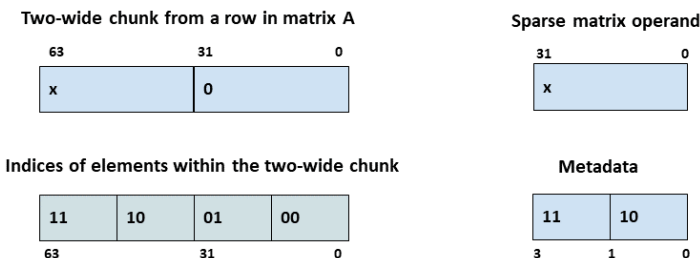 Two-wide chunk from a row in matrix A
63 31 0
x 0
Indices of elements within the two-wide chunk
11 10 01 00
63 31 0
Sparse matrix operand
31 0
x
Metadata
11 10
3 1 0